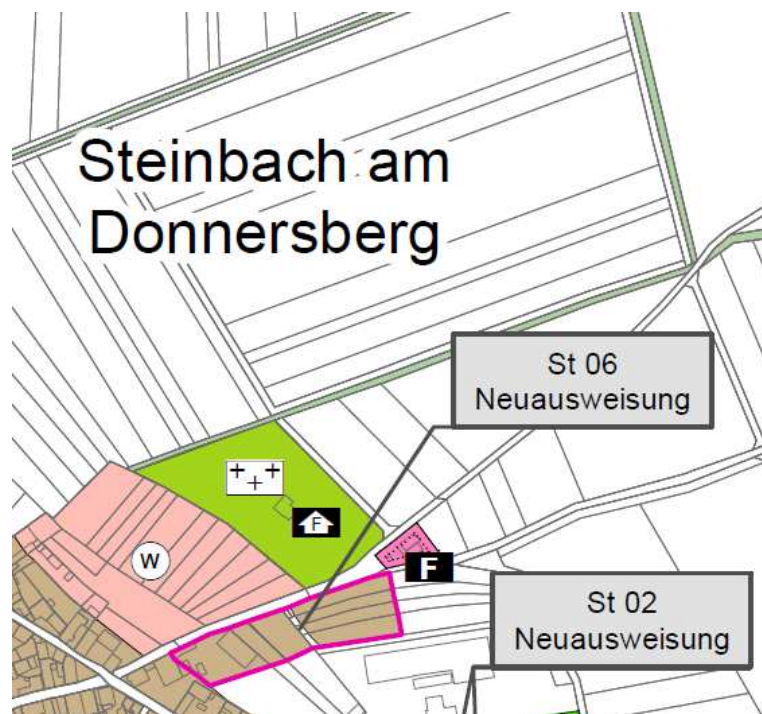 Steinbach am
Donnersberg
St 06
Neuausweisung
F
W
F
St 02
Neuausweisung